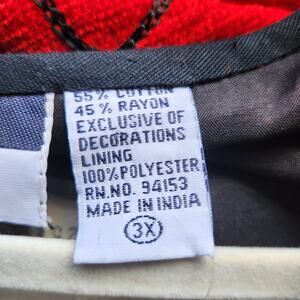 55% COTTON
45% RAYON
EXCLUSIVE OF
DECORATIONS
LINING
100% POLYESTER
RN.NO. 94153
MADE IN INDIA
3X